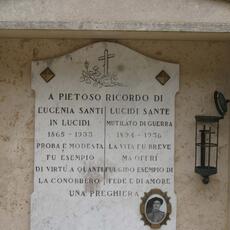 A PIETOSO RICORDO DI
EUGENIA SANTI LUCIDI SANTE
IN LUCIDI MUTILATO DI GUERRA
1865 - 1933 1894 - 1936
PROBA E MODESTA LA VITA FU BREVE
FU ESEMPIO MA OFERÌ
DI VIRTÙ A QUANTI FULGIDO ESEMPIO DI
LA CONOBBERO FEDE E DI AMORE
UNA PREGHIERA